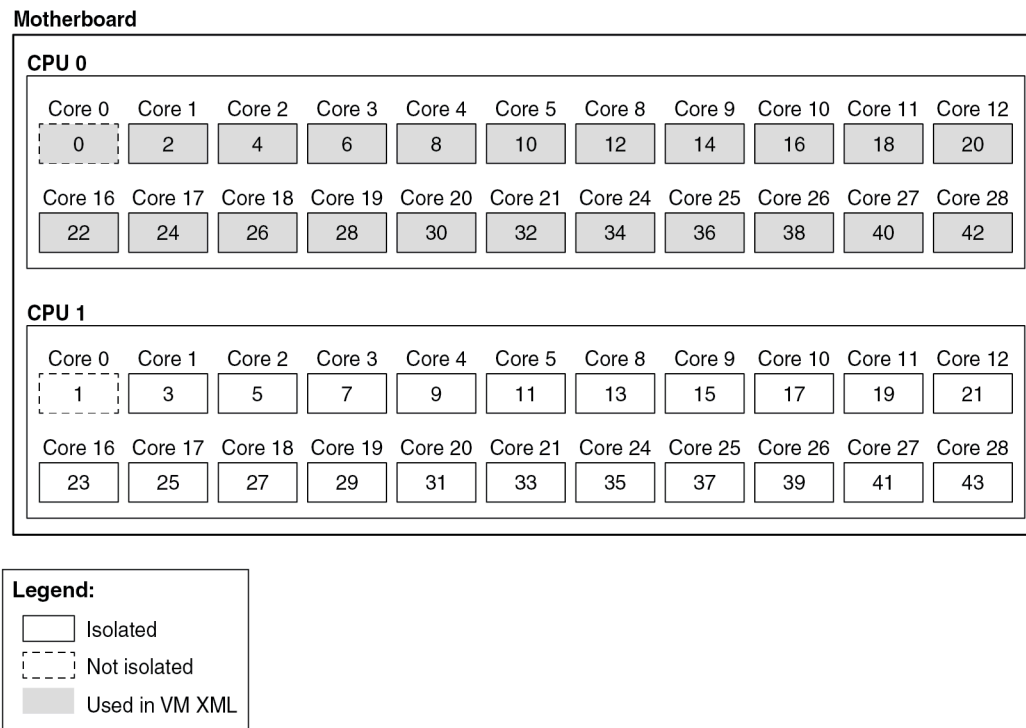 Motherboard
CPU 0
Core 0 Core 1 Core 2 Core 3 Core 4 Core 5 Core 8 Core 9 Core 10 Core 11 Core 12
0 2 4 6 8 10 12 14 16 18 20
Core 16 Core 17 Core 18 Core 19 Core 20 Core 21 Core 24 Core 25 Core 26 Core 27 Core 28
22 24 26 28 30 32 34 36 38 40 42
CPU 1
Core 0 Core 1 Core 2 Core 3 Core 4 Core 5 Core 8 Core 9 Core 10 Core 11 Core 12
1 3 5 7 9 11 13 15 17 19 21
Core 16 Core 17 Core 18 Core 19 Core 20 Core 21 Core 24 Core 25 Core 26 Core 27 Core 28
23 25 27 29 31 33 35 37 39 41 43
Legend:
Isolated
Not isolated
Used in VM XML